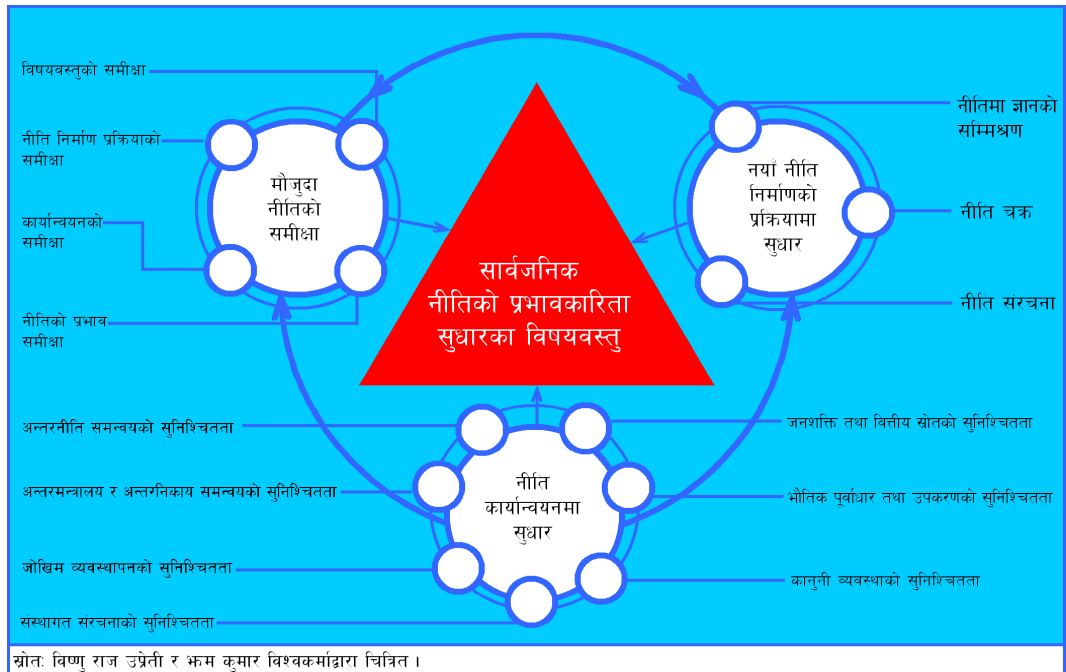 विषयवस्तुको समीक्षा
नीति निर्माण प्रक्रियाको
समीक्षा
कार्यान्वयनको
समीक्षा
नीतिको प्रभाव
समीक्षा
मौजुदा
नीतिको
समीक्षा
सार्वजनिक
नीतिको प्रभावकारिता
सुधारका विषयवस्तु
नयाँ नीति
निर्माणको
प्रक्रियामा
सुधार
नीतिमा ज्ञानको
सम्मिश्रण
नीति चक्र
नीति संरचना
अन्तरनीति समन्वयको सुनिश्चितता
अन्तरमन्त्रालय र अन्तरनिकाय समन्वयको सुनिश्चितता
जोखिम व्यवस्थापनको सुनिश्चितता
संस्थागत संरचनाको सुनिश्चितता
नीति
कार्यान्वयनमा
सुधार
जनशक्ति तथा वित्तीय स्रोतको सुनिश्चितता
भौतिक पूर्वाधार तथा उपकरणको सुनिश्चितता
कानुनी व्यवस्थाको सुनिश्चितता
स्रोत: विष्णु राज उप्रेती र झम कुमार विश्वकर्माद्वारा चित्रित ।